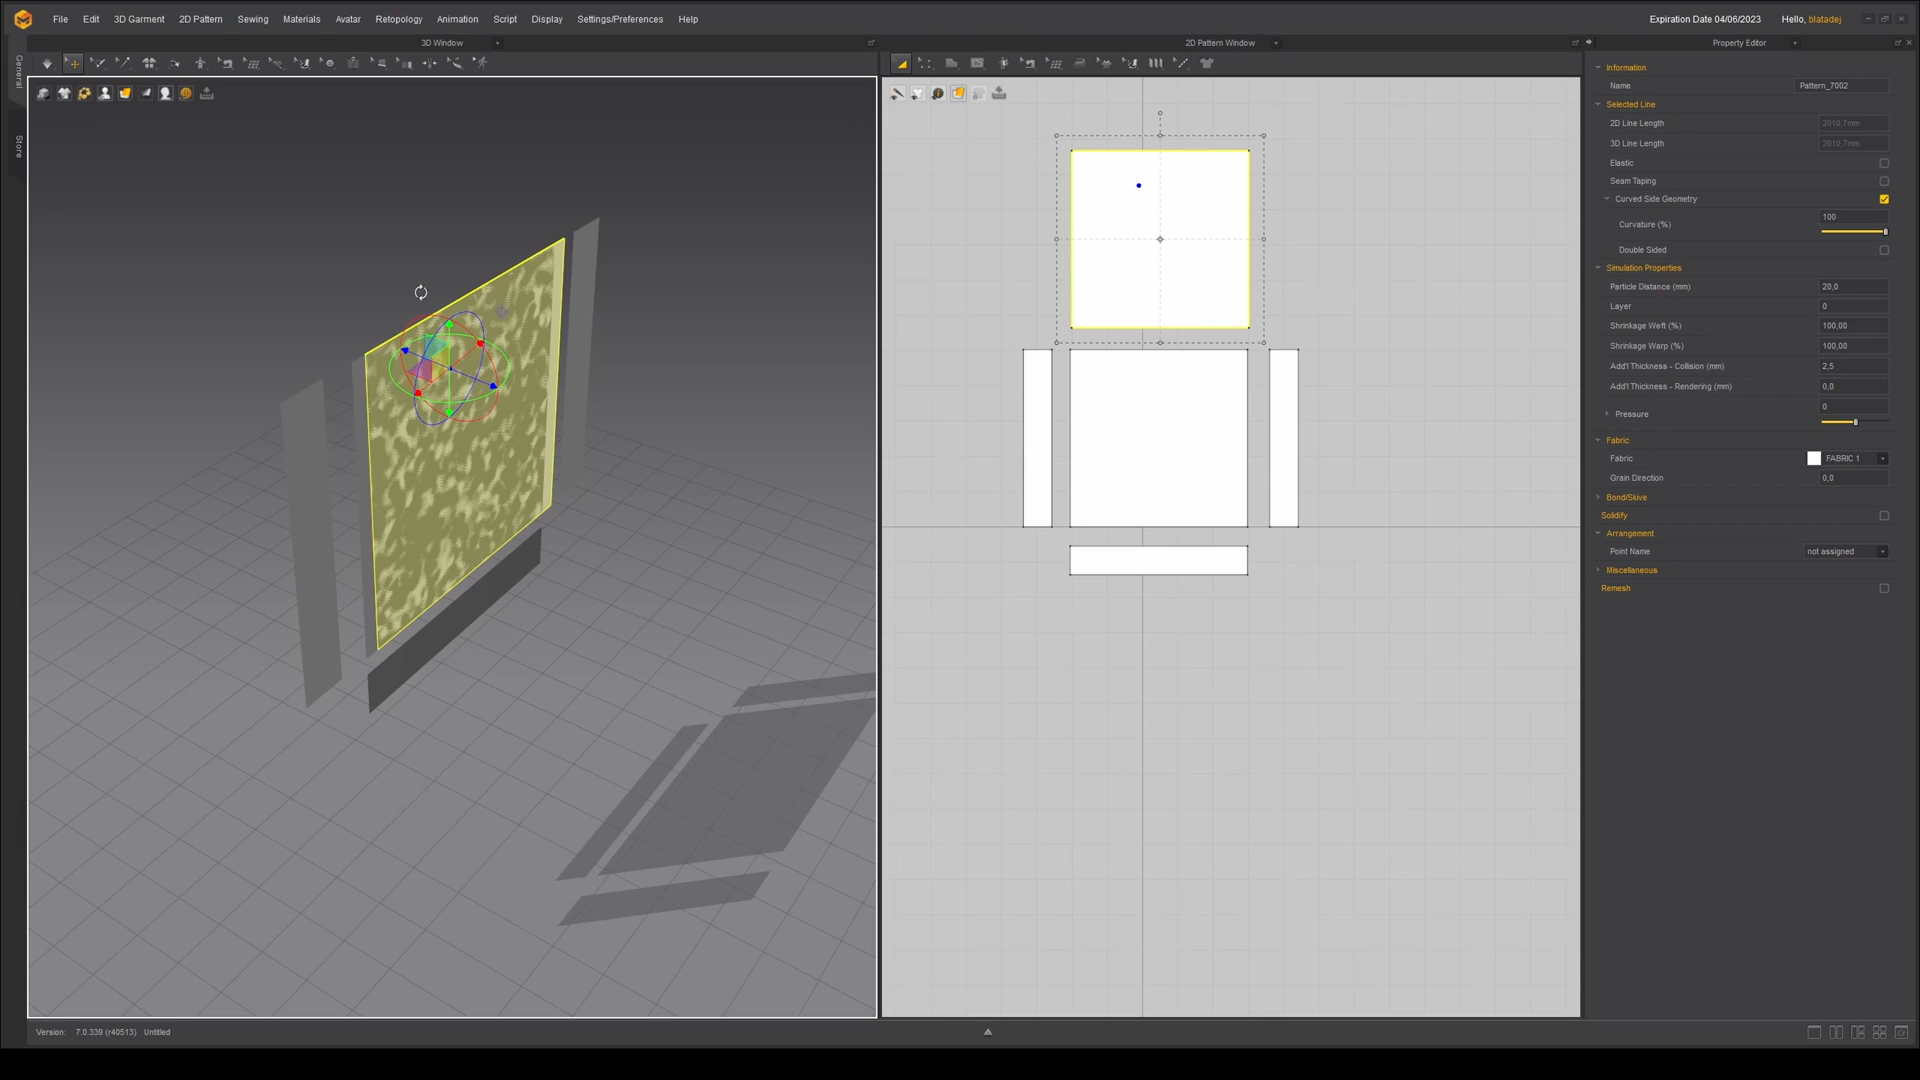 File Edit 3D Garment 2D Pattern Sewing Materials Avatar Retopology Animation Script Display Settings/Preferences Help Expiration Date 04/06/2023 Hello, blatadej
3D Window
2D Pattern Window
Property Editor
General
Store
Information
Name Pattern_7002
Selected Line
2D Line Length 2010,7mm
3D Line Length 2010,7mm
Elastic
Seam Taping
Curved Side Geometry
Curvature (%) 100
Double Sided
Simulation Properties
Particle Distance (mm) 20,0
Layer 0
Shrinkage Weft (%) 100,00
Shrinkage Warp (%) 100,00
Add'l Thickness - Collision (mm) 2,5
Add'l Thickness - Rendering (mm) 0,0
Pressure 0
Fabric
Fabric FABRIC 1
Grain Direction 0,0
Bond/Skive
Solidify
Arrangement
Point Name not assigned
Miscellaneous
Remesh
Version: 7.0.339 (r40513) Untitled